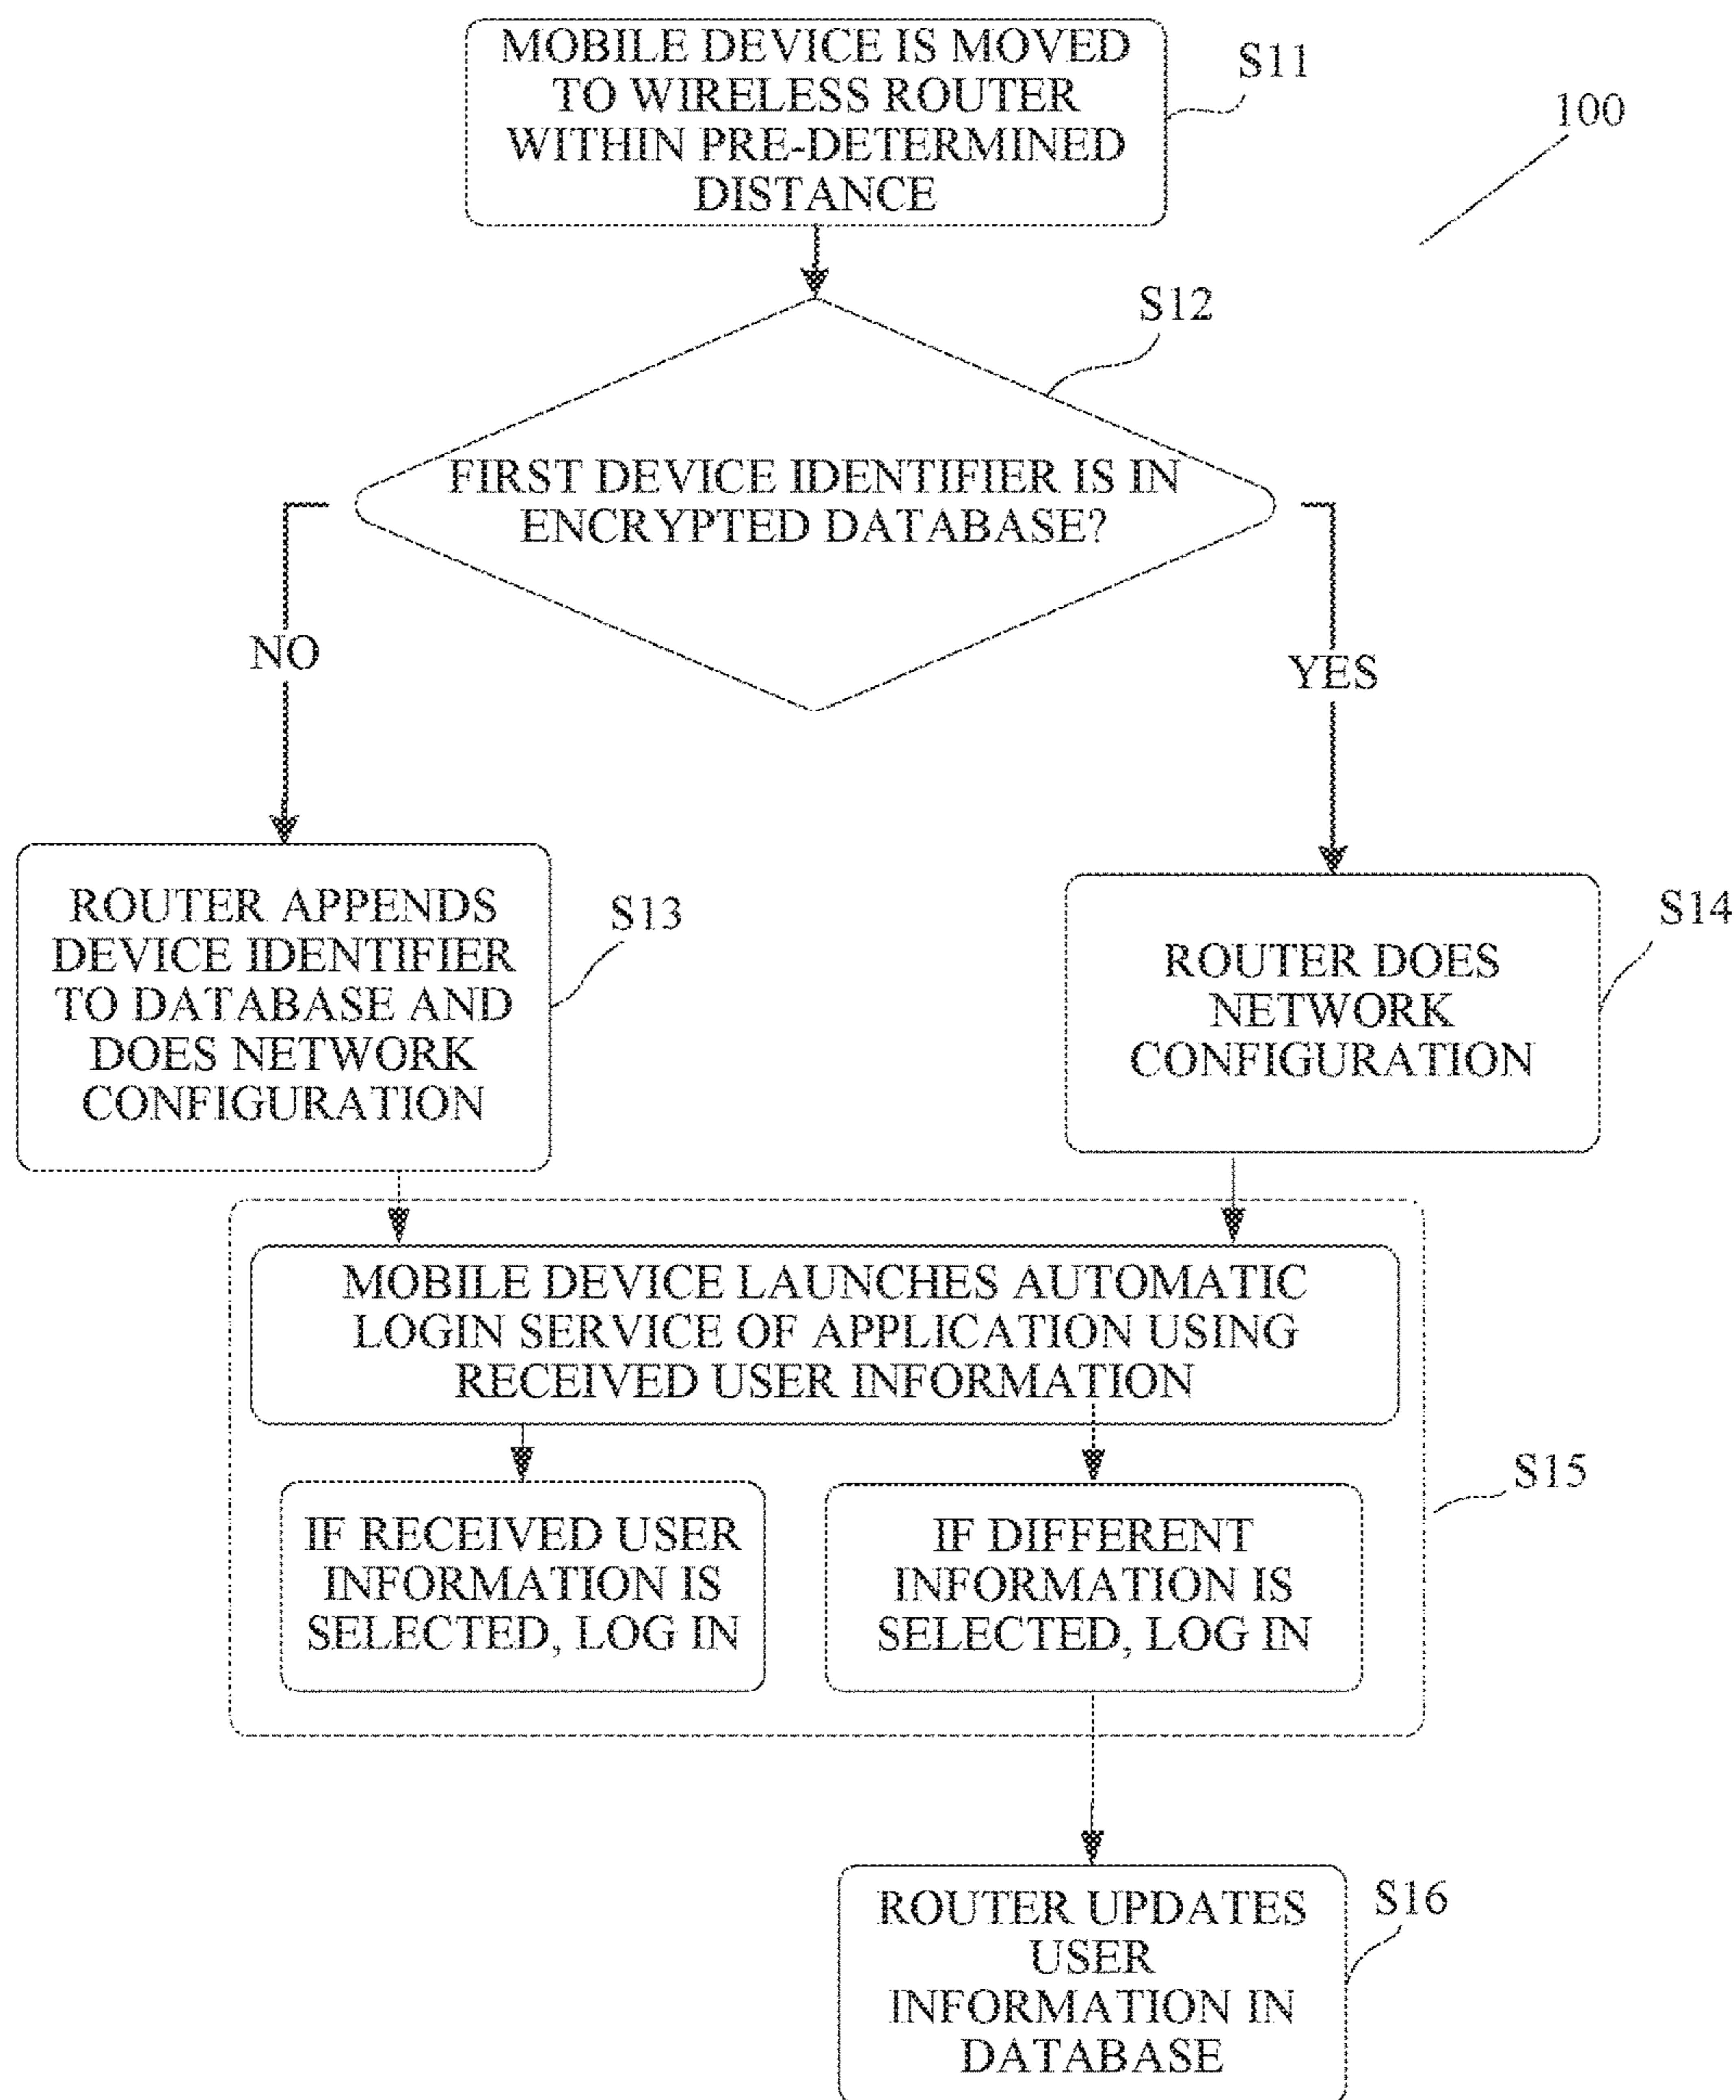 MOBILE DEVICE IS MOVED
TO WIRELESS ROUTER
WITHIN PRE-DETERMINED
DISTANCE
S11
100
S12
FIRST DEVICE IDENTIFIER IS IN
ENCRYPTED DATABASE?
NO
YES
ROUTER APPENDS
DEVICE IDENTIFIER
TO DATABASE AND
DOES NETWORK
CONFIGURATION
S13
ROUTER DOES
NETWORK
CONFIGURATION
S14
MOBILE DEVICE LAUNCHES AUTOMATIC
LOGIN SERVICE OF APPLICATION USING
RECEIVED USER INFORMATION
IF RECEIVED USER
INFORMATION IS
SELECTED, LOG IN
IF DIFFERENT
INFORMATION IS
SELECTED, LOG IN
S15
ROUTER UPDATES
USER
INFORMATION IN
DATABASE
S16